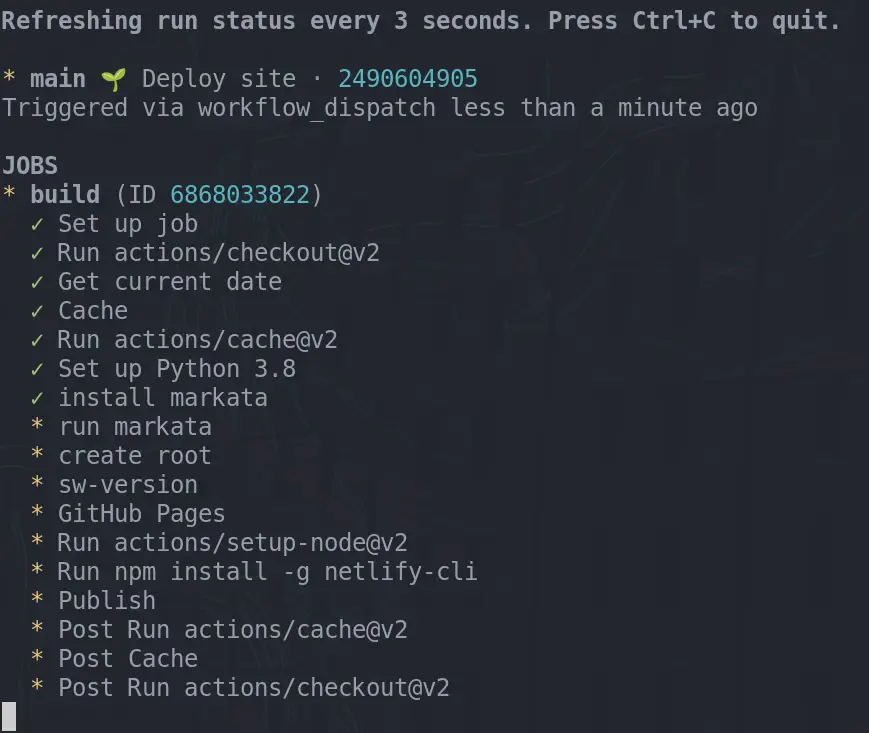 Refreshing run status every 3 seconds. Press Ctrl+C to quit.
* main 🌱 Deploy site · 2490604905
Triggered via workflow_dispatch less than a minute ago
JOBS
* build (ID 6868033822)
✓ Set up job
✓ Run actions/checkout@v2
✓ Get current date
✓ Cache
✓ Run actions/cache@v2
✓ Set up Python 3.8
✓ install markata
* run markata
* create root
* sw-version
* GitHub Pages
* Run actions/setup-node@v2
* Run npm install -g netlify-cli
* Publish
* Post Run actions/cache@v2
* Post Cache
* Post Run actions/checkout@v2